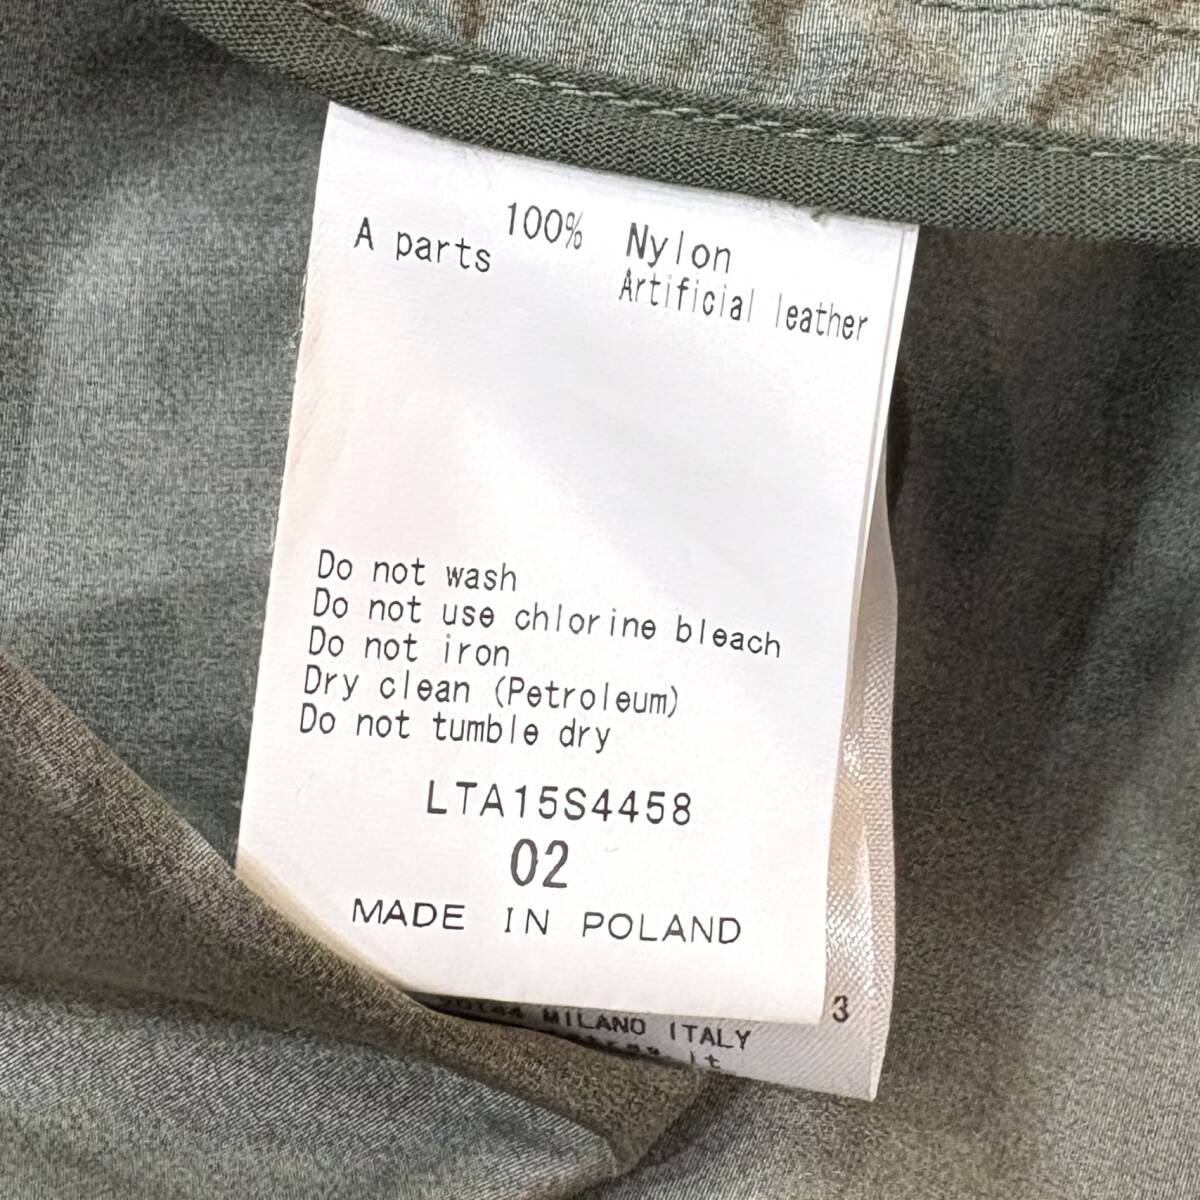 A parts 100% Nylon
Artificial leather
Do not wash
Do not use chlorine bleach
Do not iron
Dry clean (Petroleum)
Do not tumble dry
LTA15S4458
02
MADE IN POLAND
3
MILANO ITALY